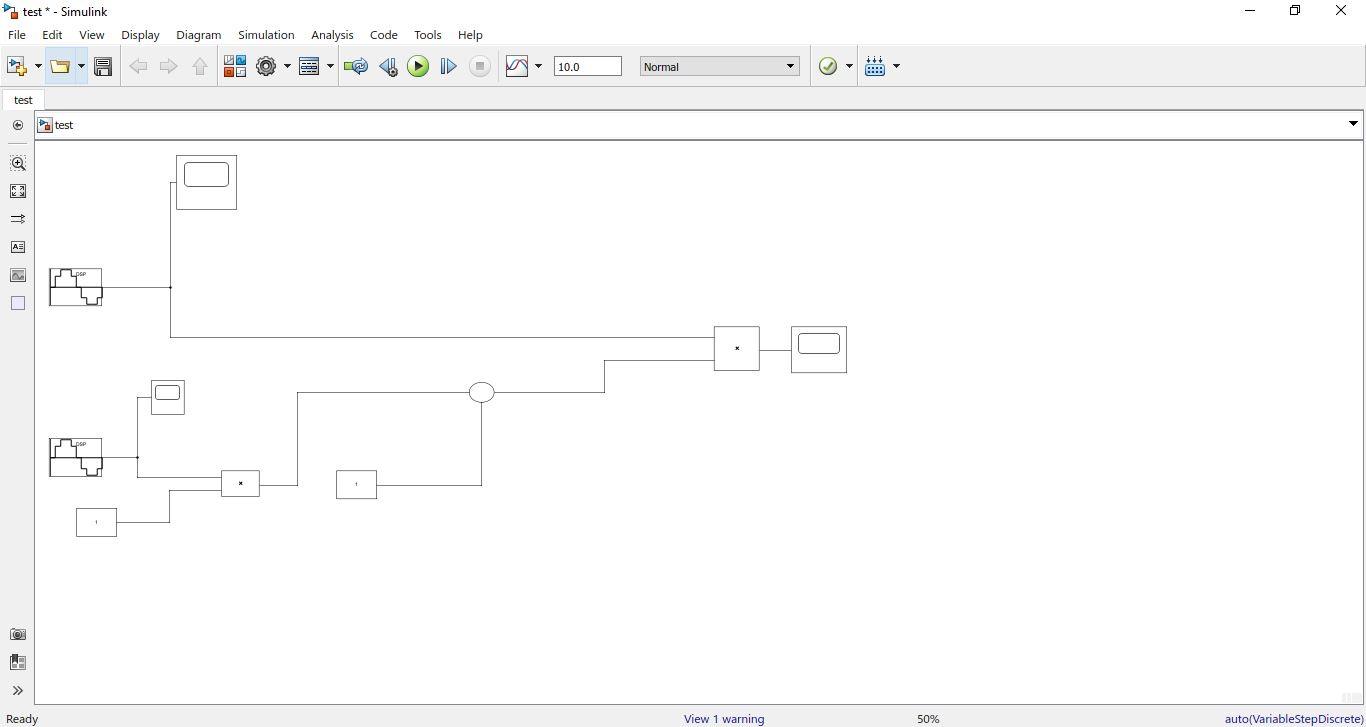 test * - Simulink
File Edit View Display Diagram Simulation Analysis Code Tools Help
10.0 Normal
test
test
DSP
DSP
1
1
Ready View 1 warning 50% auto(VariableStepDiscrete)